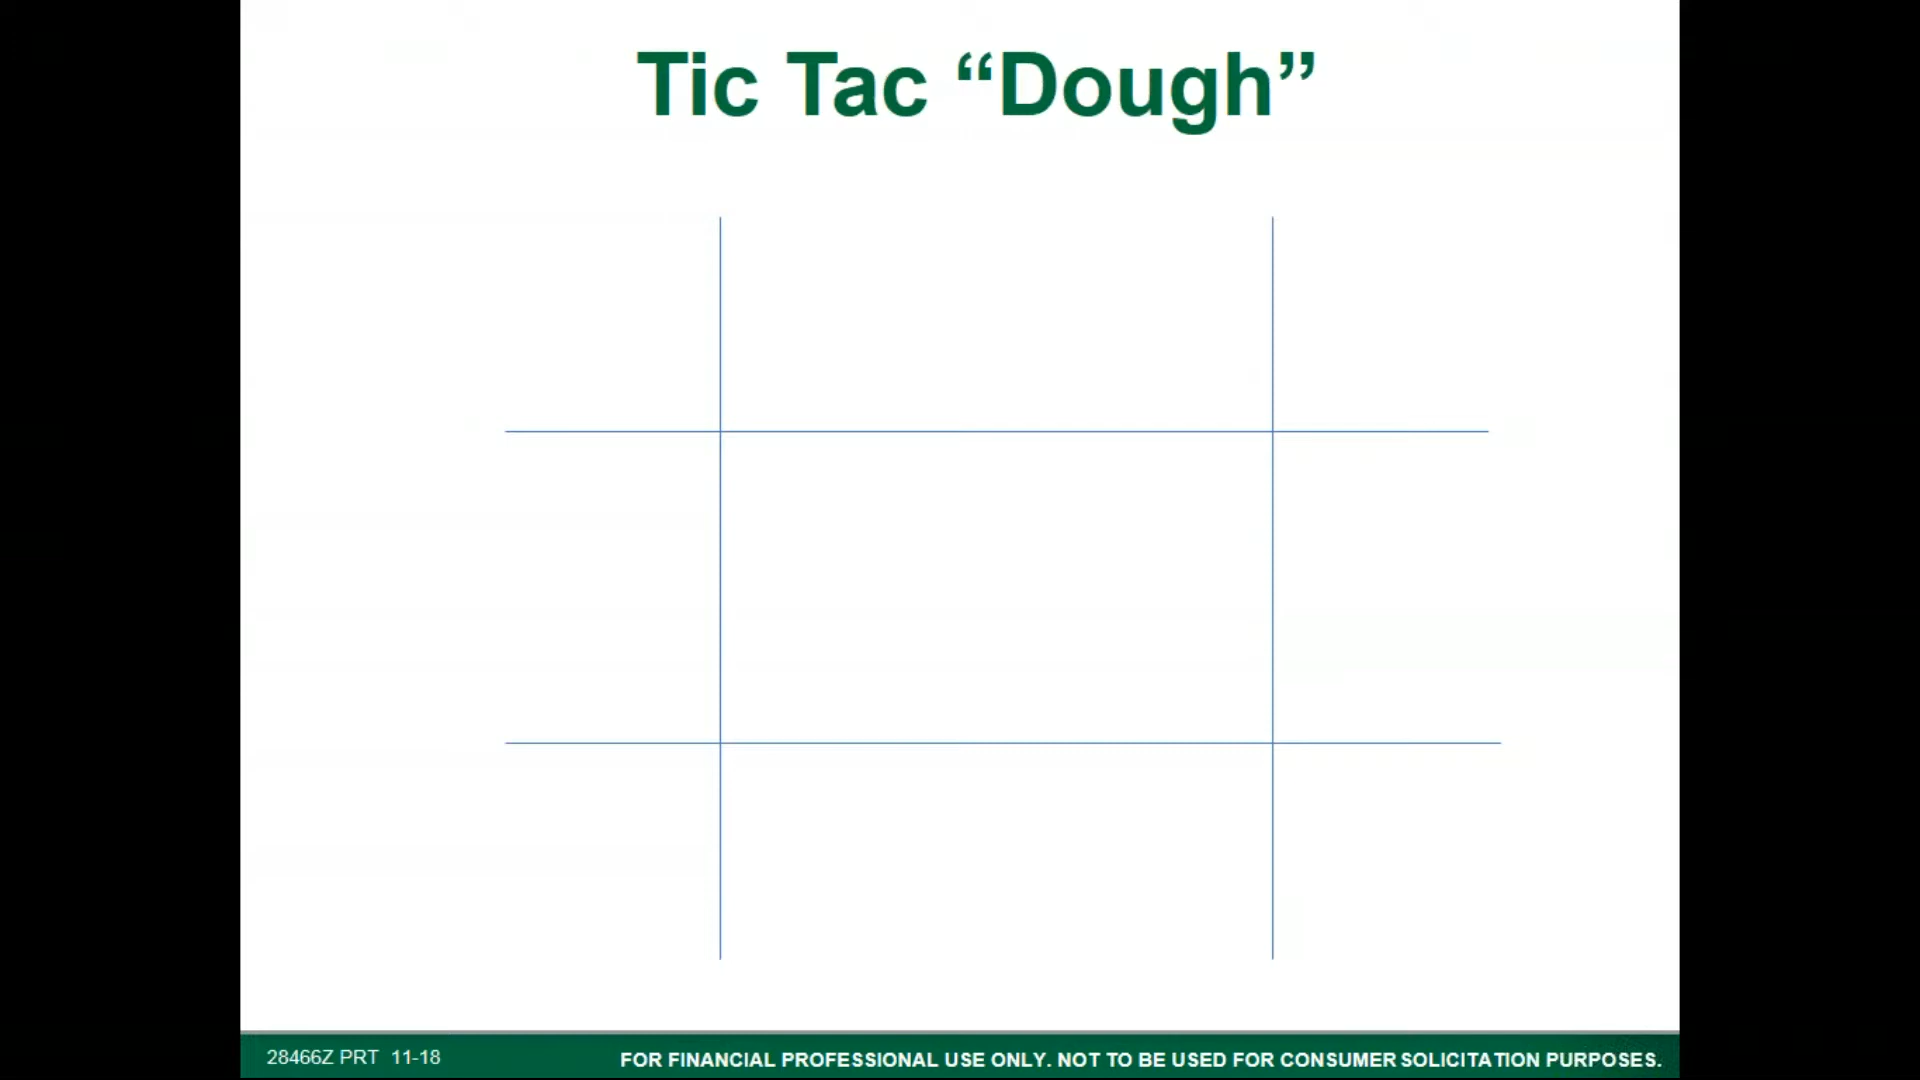 Tic Tac “Dough”
28466Z PRT 11-18
FOR FINANCIAL PROFESSIONAL USE ONLY. NOT TO BE USED FOR CONSUMER SOLICITATION PURPOSES.